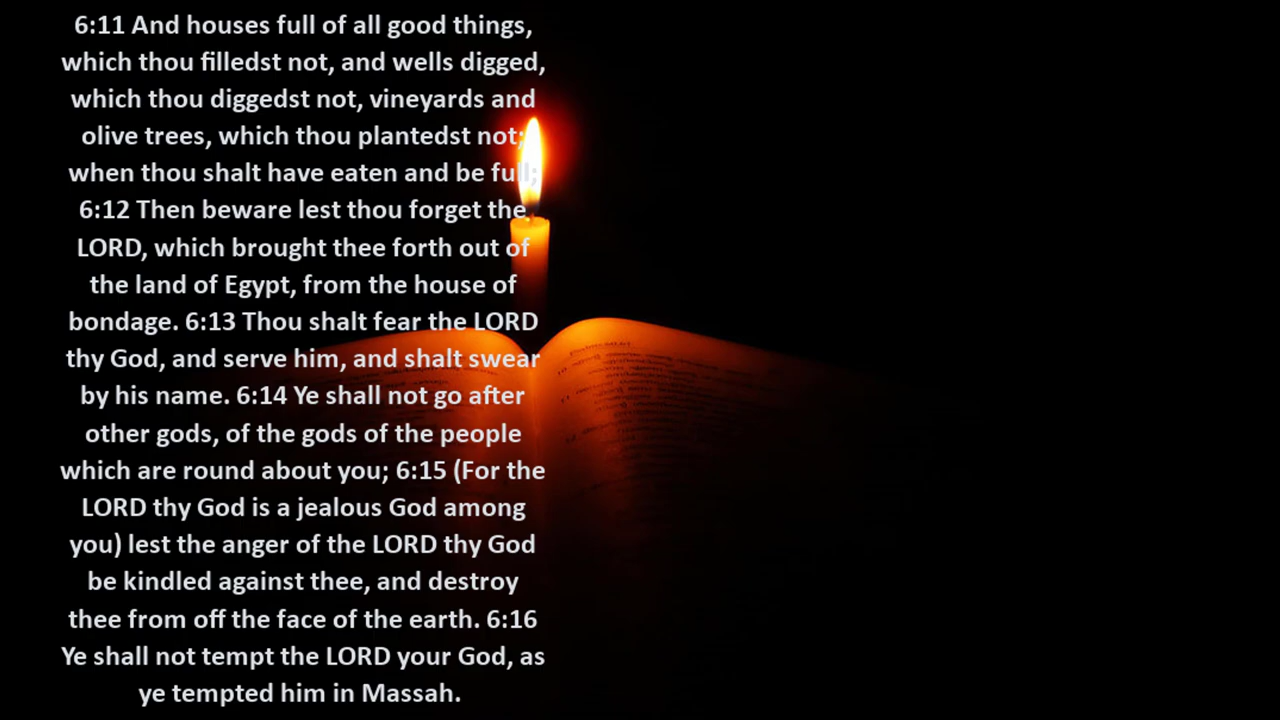 6:11 And houses full of all good things,
which thou filledst not, and wells digged,
which thou diggedst not, vineyards and
olive trees, which thou plantedst not;
when thou shalt have eaten and be full;
6:12 Then beware lest thou forget the
LORD, which brought thee forth out of
the land of Egypt, from the house of
bondage. 6:13 Thou shalt fear the LORD
thy God, and serve him, and shalt swear
by his name. 6:14 Ye shall not go after
other gods, of the gods of the people
which are round about you; 6:15 (For the
LORD thy God is a jealous God among
you) lest the anger of the LORD thy God
be kindled against thee, and destroy
thee from off the face of the earth. 6:16
Ye shall not tempt the LORD your God, as
ye tempted him in Massah.